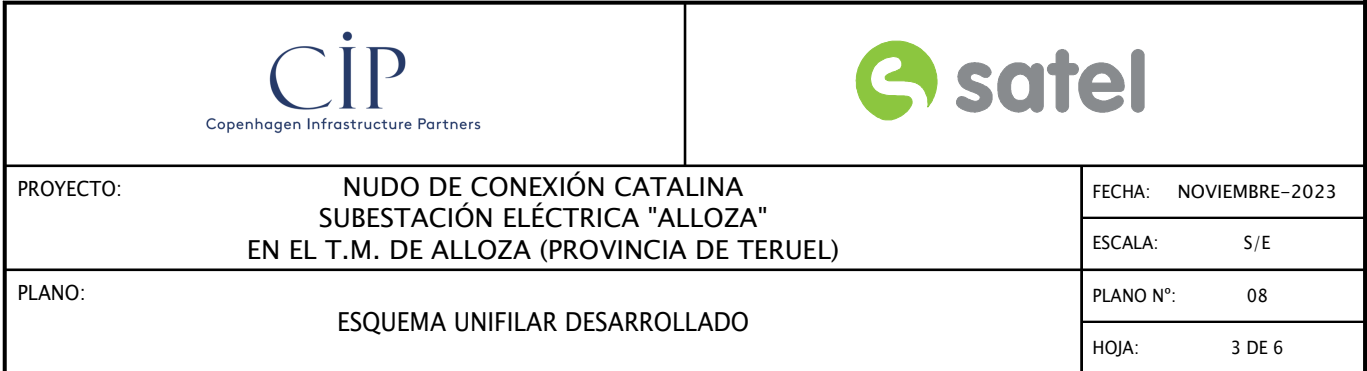 CIP
Copenhagen Infrastructure Partners
satel
PROYECTO:
NUDO DE CONEXIÓN CATALINA
SUBESTACIÓN ELÉCTRICA "ALLOZA"
EN EL T.M. DE ALLOZA (PROVINCIA DE TERUEL)
FECHA: NOVIEMBRE-2023
ESCALA: S/E
PLANO:
ESQUEMA UNIFILAR DESARROLLADO
PLANO Nº: 08
HOJA: 3 DE 6